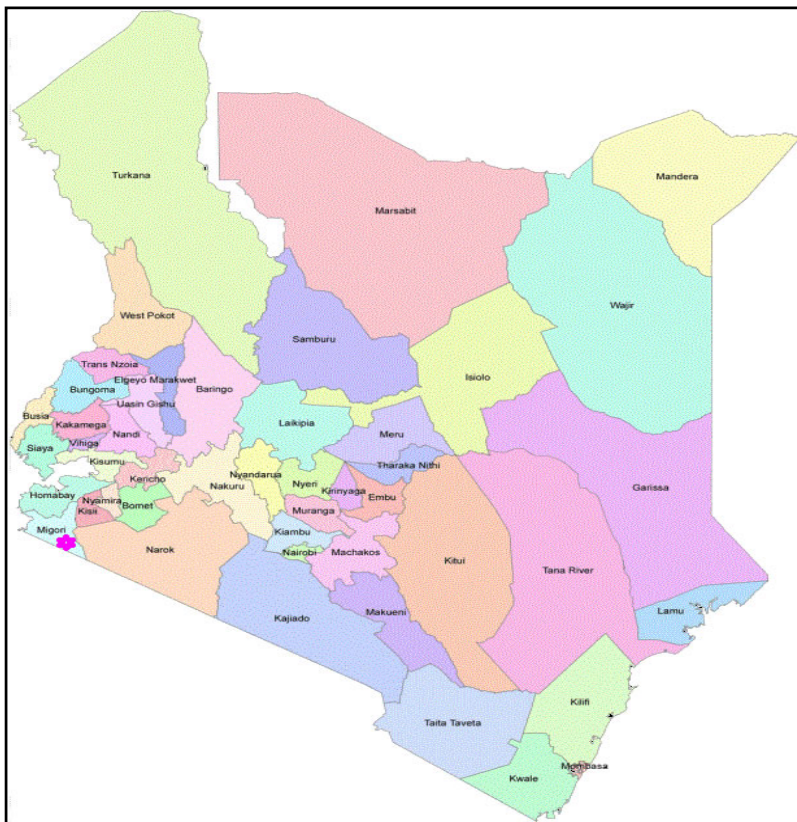 Turkana
Mandera
Marsabit
Wajir
West Pokot
Samburu
Trans Nzoia
Isiolo
Elgeyo Marakwet
Baringo
Bungoma
Uasin Gishu
Busia
Kakamega
Laikipia
Meru
Nandi
Vihiga
Siaya
Kisumu
Tharaka Nithi
Nyandarua
Kericho
Nyeri
Garissa
Nakuru
Kirinyaga
Homabay
Nyamira
Embu
Bomet
Kisii
Muranga
Migori
Kiambu
Narok
Nairobi
Machakos
Kitui
Tana River
Makueni
Lamu
Kajiado
Kilifi
Taita Taveta
Mombasa
Kwale